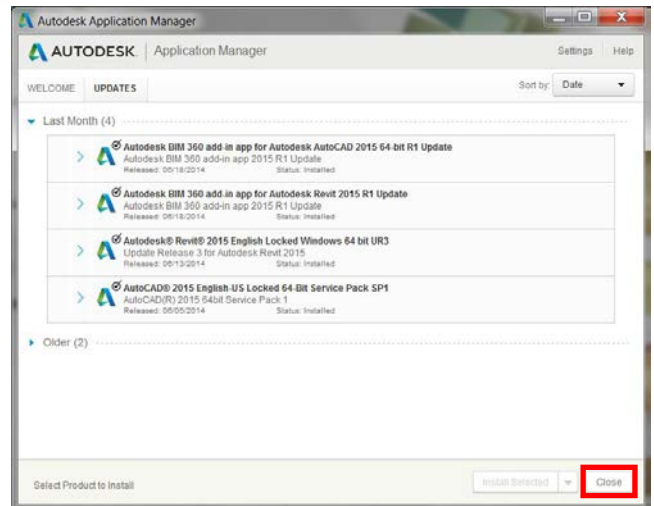 Autodesk Application Manager
AUTODESK. Application Manager Settings Help
WELCOME UPDATES Sort by: Date
Last Month (4)
Autodesk BIM 360 add-in app for Autodesk AutoCAD 2015 64-bit R1 Update
Autodesk BIM 360 add-in app 2015 R1 Update
Released: 06/18/2014 Status: Installed
Autodesk BIM 360 add-in app for Autodesk Revit 2015 R1 Update
Autodesk BIM 360 add-in app 2015 R1 Update
Released: 06/18/2014 Status: Installed
Autodesk® Revit® 2015 English Locked Windows 64 bit UR3
Update Release 3 for Autodesk Revit 2015
Released: 06/13/2014 Status: Installed
AutoCAD® 2015 English-US Locked 64-Bit Service Pack SP1
AutoCAD(R) 2015 64bit Service Pack 1
Released: 06/05/2014 Status: Installed
Older (2)
Select Product to Install Install Selected Close